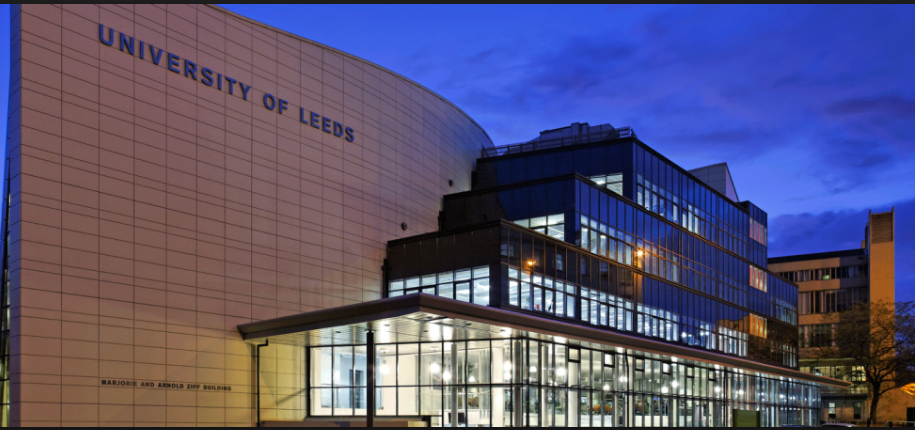 UNIVERSITY OF LEEDS
MARJORIE AND ARNOLD ZIFF BUILDING